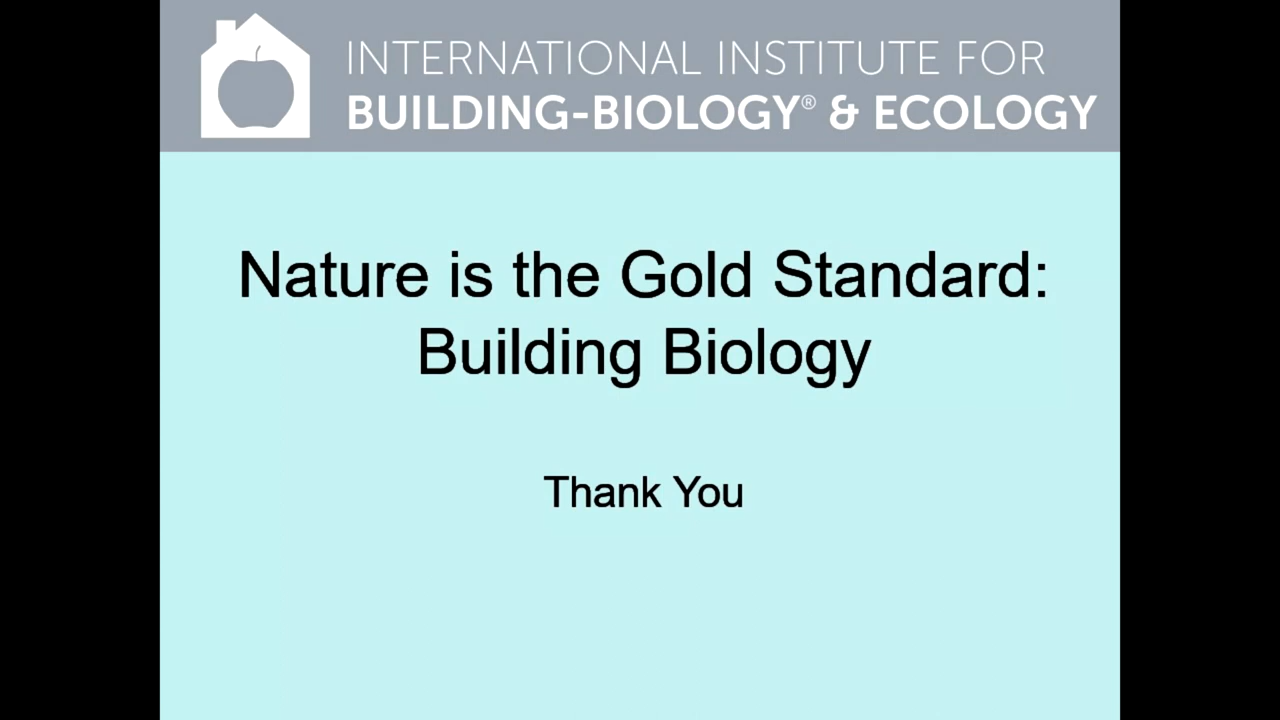 INTERNATIONAL INSTITUTE FOR
BUILDING-BIOLOGY® & ECOLOGY
Nature is the Gold Standard:
Building Biology
Thank You